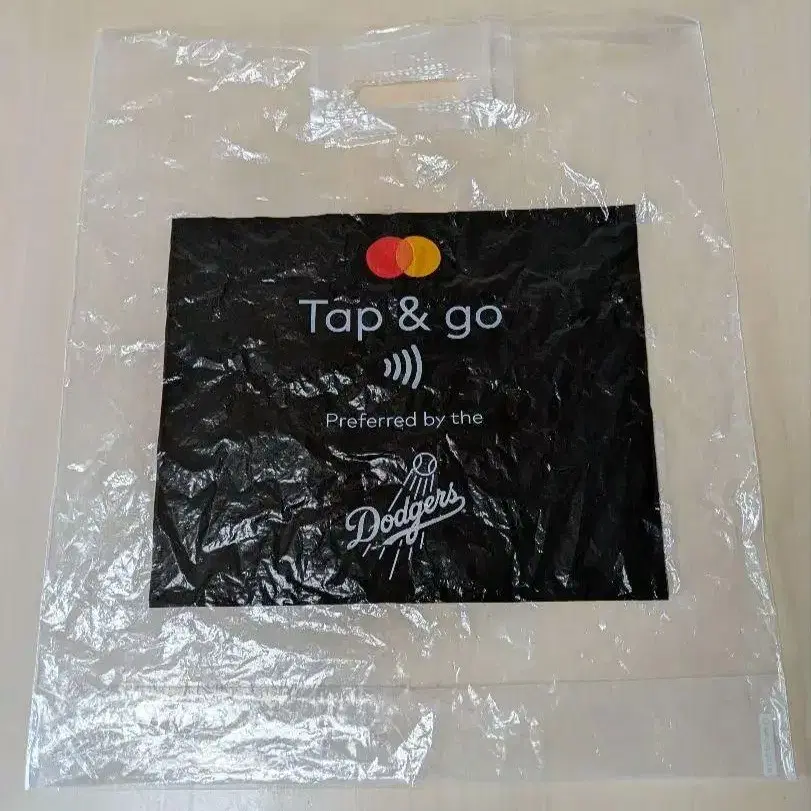 Tap & go
Preferred by the
Dodgers